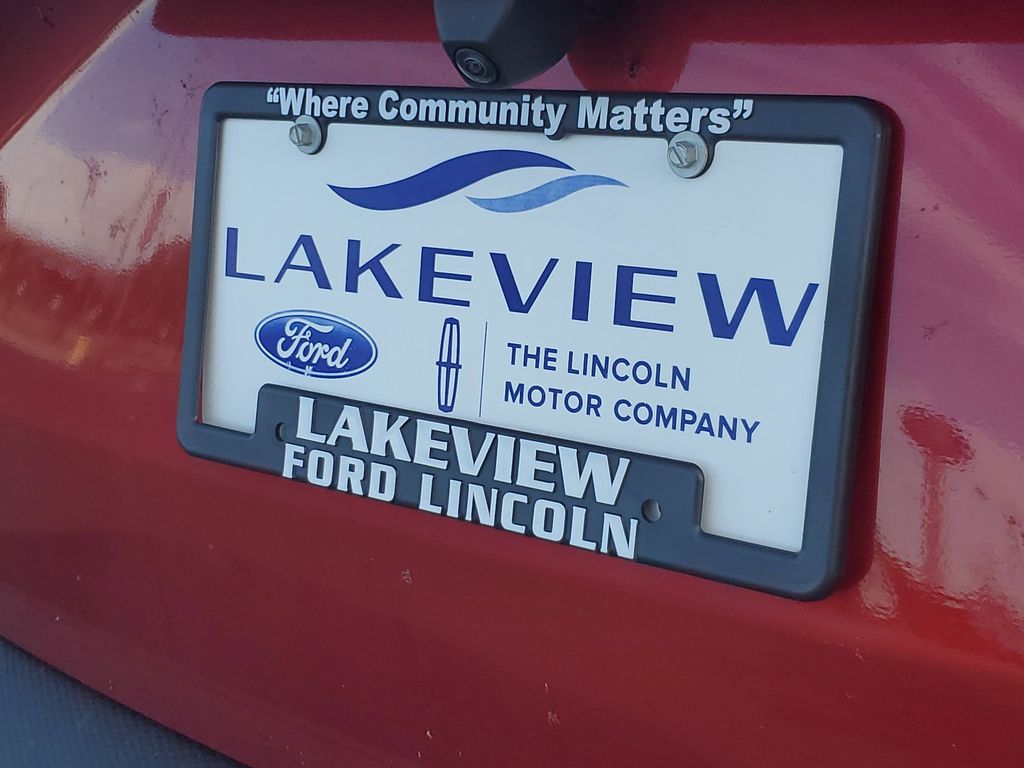 “Where Community Matters”
LAKEVIEW
Ford
THE LINCOLN
MOTOR COMPANY
LAKEVIEW
FORD LINCOLN